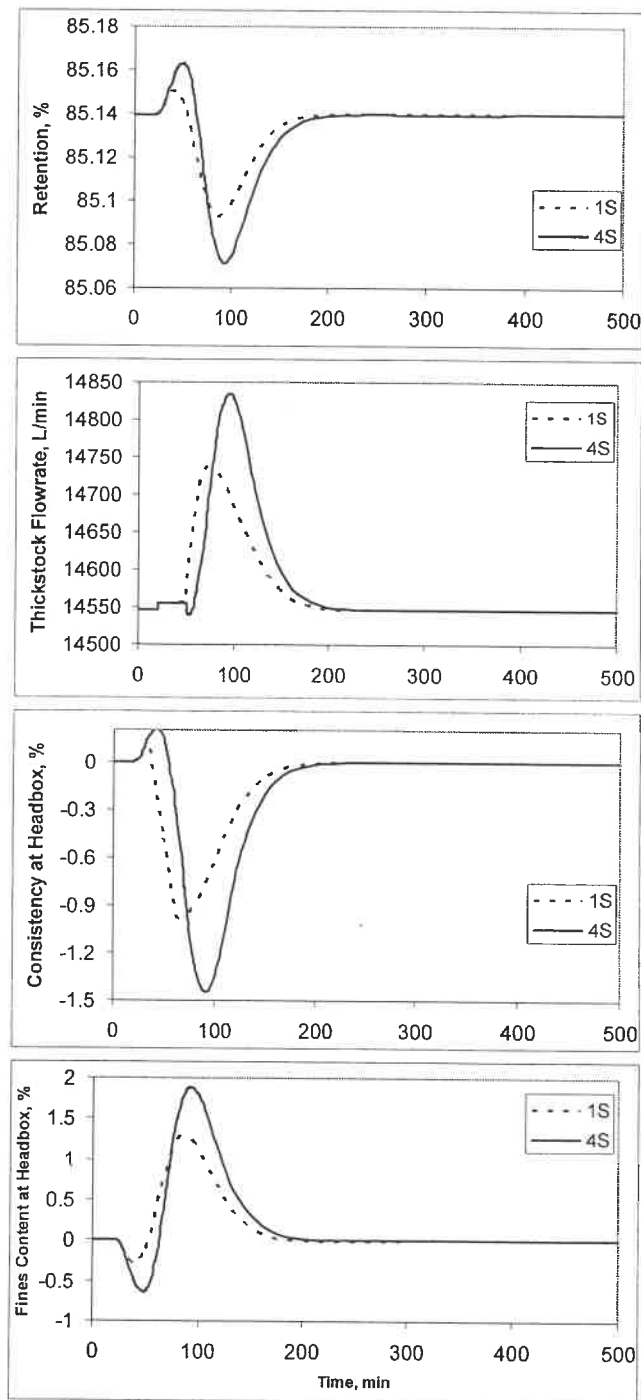 85.18
85.16
85.14
85.12
85.1
85.08
85.06
Retention, %
1S
4S
0 100 200 300 400 500
14850
14800
14750
14700
14650
14600
14550
14500
Thickstock Flowrate, L/min
1S
4S
0 100 200 300 400 500
0
-0.3
-0.6
-0.9
-1.2
-1.5
Consistency at Headbox, %
1S
4S
0 100 200 300 400 500
2
1.5
1
0.5
0
-0.5
-1
Fines Content at Headbox, %
1S
4S
0 100 200 300 400 500
Time, min